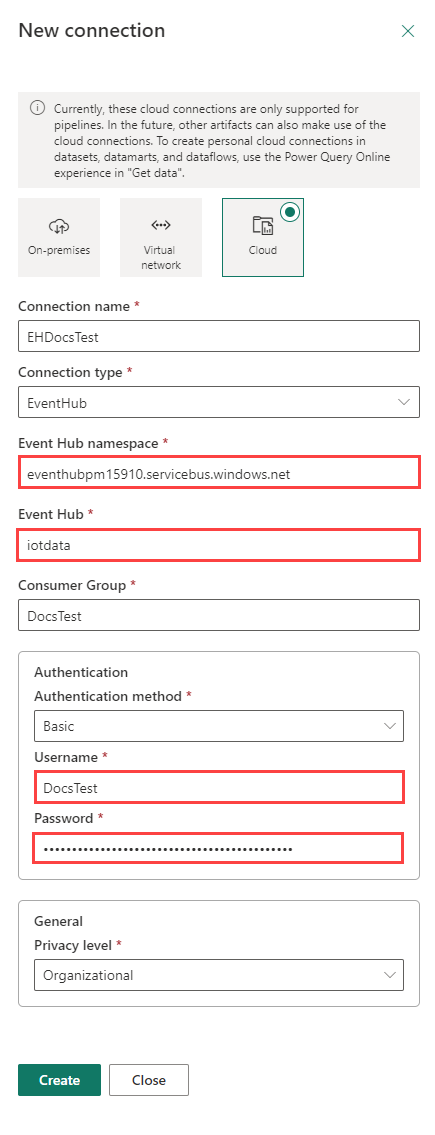 New connection
Currently, these cloud connections are only supported for
pipelines. In the future, other artifacts can also make use of the
cloud connections. To create personal cloud connections in
datasets, datamarts, and dataflows, use the Power Query Online
experience in "Get data".
On-premises
Virtual
network
Cloud
Connection name *
EHDocsTest
Connection type *
EventHub
Event Hub namespace *
eventhubpm15910.servicebus.windows.net
Event Hub *
iotdata
Consumer Group *
DocsTest
Authentication
Authentication method *
Basic
Username *
DocsTest
Password *
••••••••••••••••••••••••••••••••••••••••••••
General
Privacy level *
Organizational
Create
Close